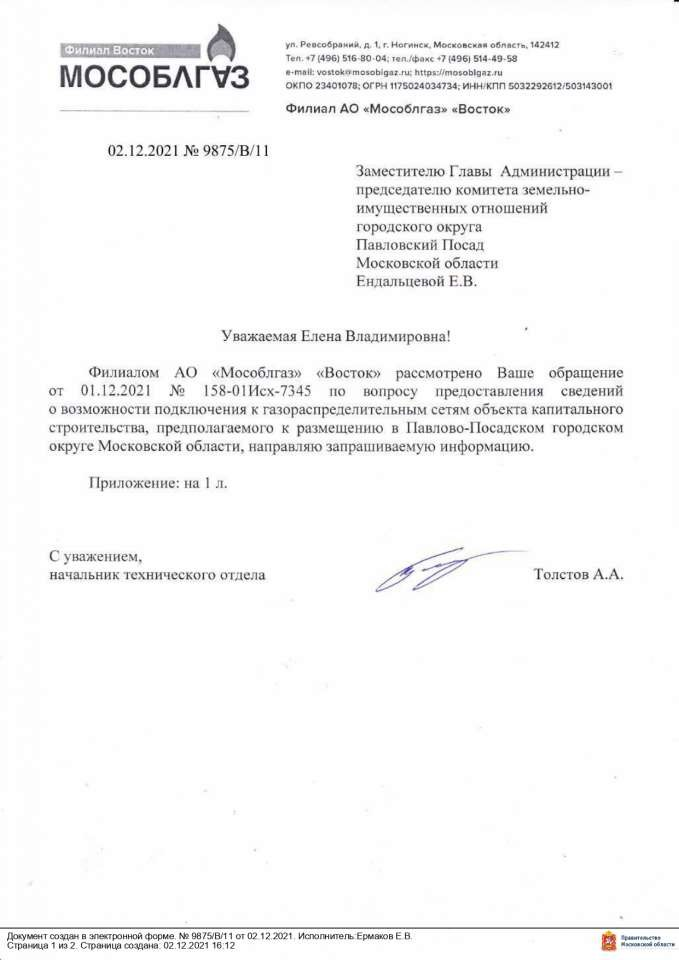 Филиал Восток
МОСОБЛГАЗ
ул. Ревсобраний, д. 1, г. Ногинск, Московская область, 142412
Тел. +7 (496) 516-80-04; тел./факс +7 (496) 514-49-58
e-mail: vostok@mosoblgaz.ru; https://mosoblgaz.ru
ОКПО 23401078; ОГРН 1175024034734; ИНН/КПП 5032292612/503143001
Филиал АО «Мособлгаз» «Восток»
02.12.2021 № 9875/В/11
Заместителю Главы Администрации –
председателю комитета земельно-
имущественных отношений
городского округа
Павловский Посад
Московской области
Ендальцевой Е.В.
Уважаемая Елена Владимировна!
Филиалом АО «Мособлгаз» «Восток» рассмотрено Ваше обращение
от 01.12.2021 № 158-01Исх-7345 по вопросу предоставления сведений
о возможности подключения к газораспределительным сетям объекта капитального
строительства, предполагаемого к размещению в Павлово-Посадском городском
округе Московской области, направляю запрашиваемую информацию.
Приложение: на 1 л.
С уважением,
начальник технического отдела
Толстов А.А.
Документ создан в электронной форме. № 9875/В/11 от 02.12.2021. Исполнитель:Ермаков Е.В.
Страница 1 из 2. Страница создана: 02.12.2021 16:12
Правительство
Московской области